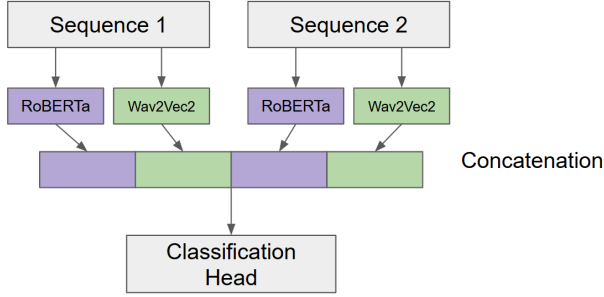 Sequence 1
Sequence 2
RoBERTa
Wav2Vec2
RoBERTa
Wav2Vec2
Concatenation
Classification
Head